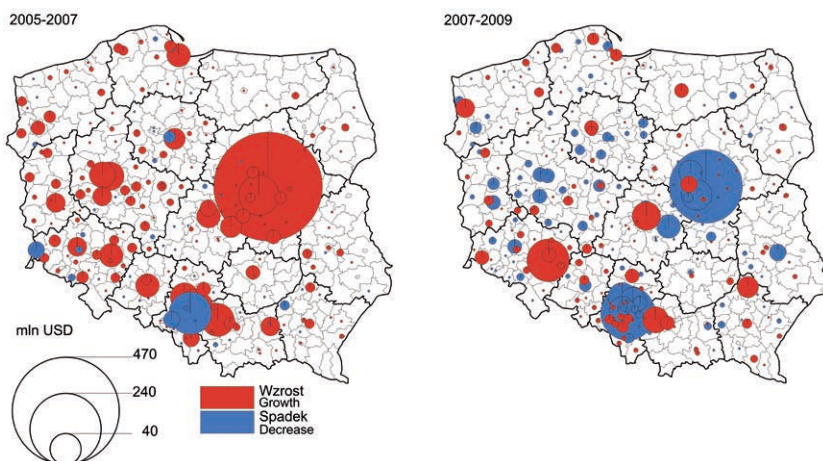 2005-2007
2007-2009
mln USD
470
240
40
Wzrost
Growth
Spadek
Decrease